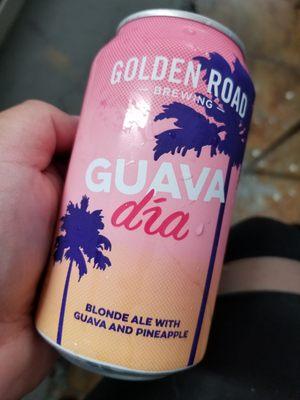 GOLDEN ROAD
BREWING
GUAVA
día
BLONDE ALE WITH
GUAVA AND PINEAPPLE